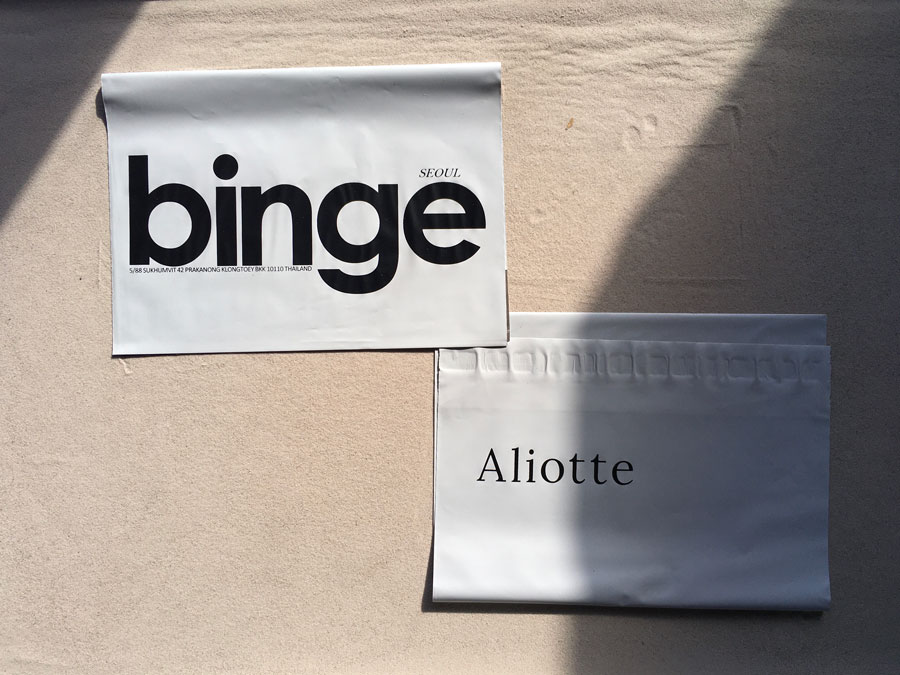 SEOUL
binge
5/88 SUKHUMVIT 42 PRAKANONG KLONGTOEY BKK 10110 THAILAND
Aliotte